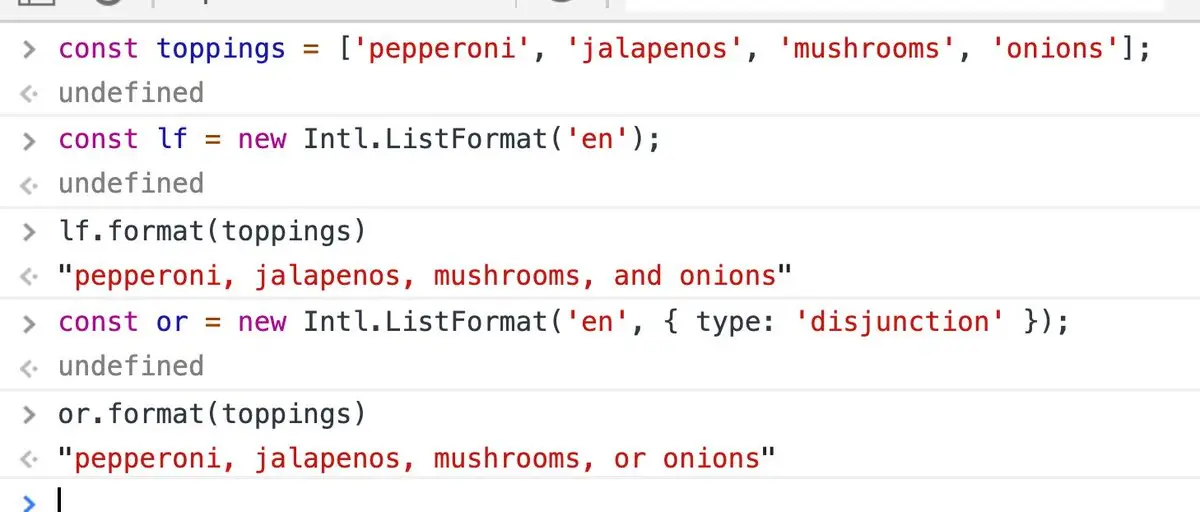 const toppings = ['pepperoni', 'jalapenos', 'mushrooms', 'onions'];
undefined
const lf = new Intl.ListFormat('en');
undefined
lf.format(toppings)
"pepperoni, jalapenos, mushrooms, and onions"
const or = new Intl.ListFormat('en', { type: 'disjunction' });
undefined
or.format(toppings)
"pepperoni, jalapenos, mushrooms, or onions"